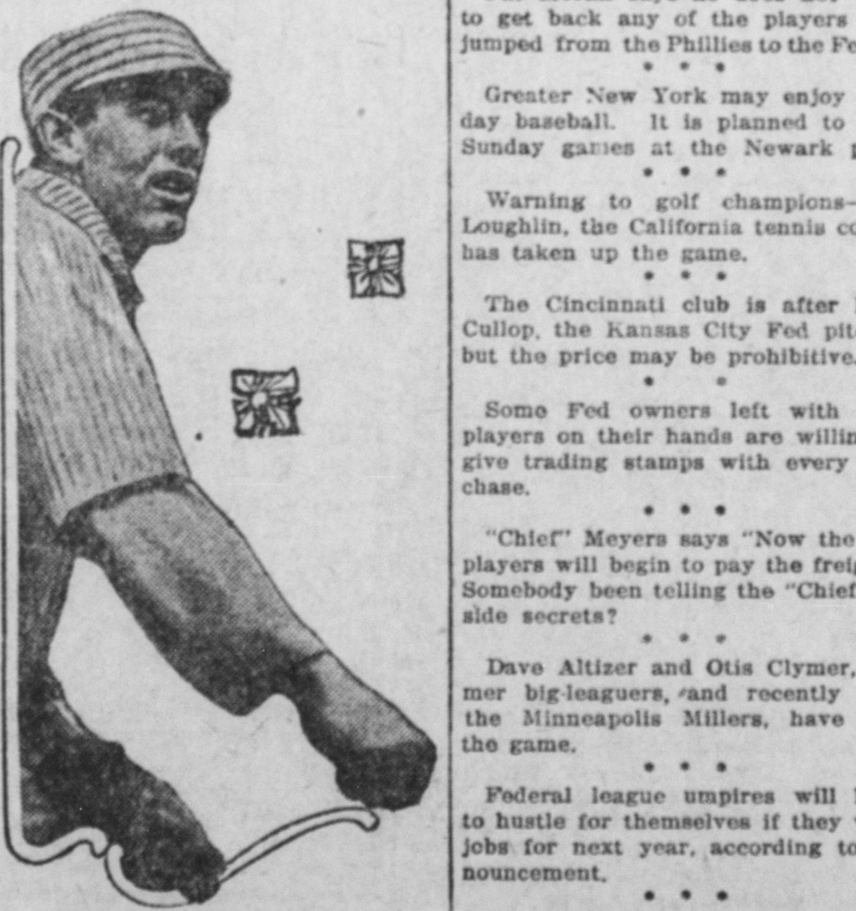 to get back any of the players
jumped from the Phillies to the Fe
* * *
Greater New York may enjoy
day baseball. It is planned to
Sunday games at the Newark p
* * *
Warning to golf champions—
Loughlin, the California tennis co
has taken up the game.
* * *
The Cincinnati club is after
Cullop, the Kansas City Fed pit
but the price may be prohibitive.
* *
Some Fed owners left with
players on their hands are willin
give trading stamps with every
chase.
* * *
"Chief" Meyers says "Now the
players will begin to pay the freig
Somebody been telling the "Chief
side secrets?
* * *
Dave Altizer and Otis Clymer,
mer big-leaguers, and recently
the Minneapolis Millers, have
the game.
* * *
Federal league umpires will
to hustle for themselves if they
jobs for next year, according to
nouncement.
* * *